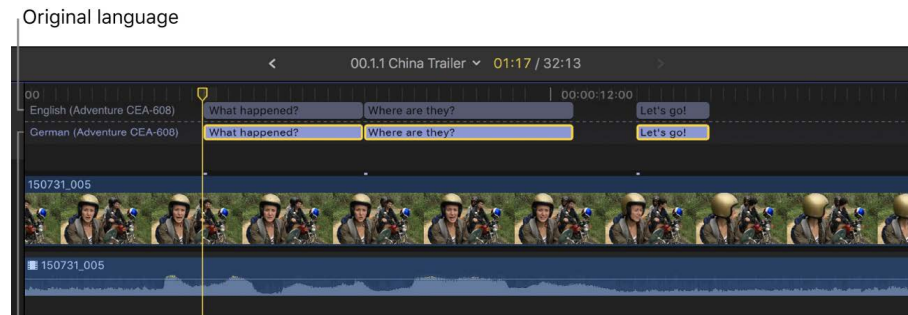 Original language
00.1.1 China Trailer 01:17 / 32:13
00 00:00:12:00
English (Adventure CEA-608) What happened? Where are they? Let's go!
German (Adventure CEA-608) What happened? Where are they? Let's go!
150731_005
150731_005